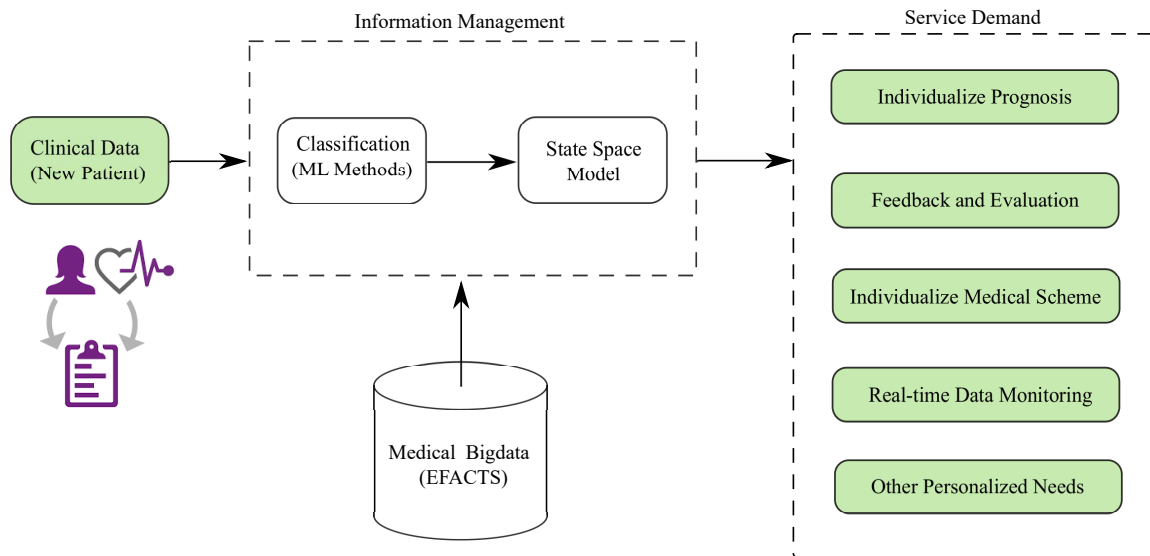 Information Management
Service Demand
Clinical Data
(New Patient)
Classification
(ML Methods)
State Space
Model
Medical Bigdata
(EFACTS)
Individualize Prognosis
Feedback and Evaluation
Individualize Medical Scheme
Real-time Data Monitoring
Other Personalized Needs